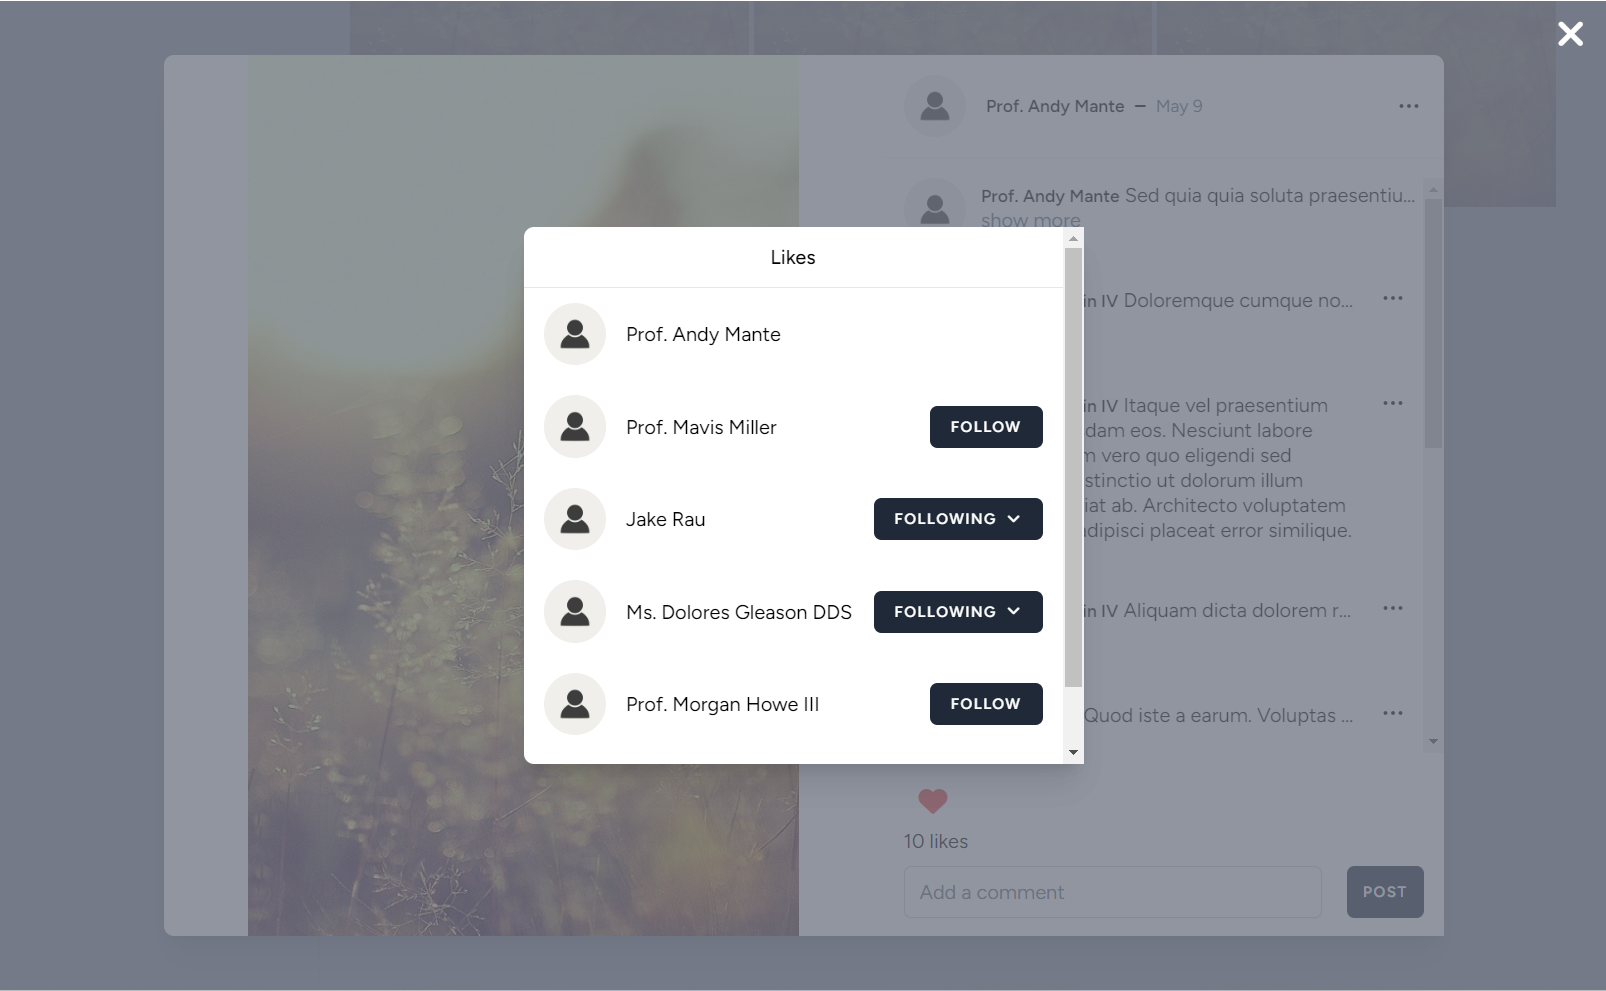 Prof. Andy Mante – May 9
Prof. Andy Mante Sed quia quia soluta praesentiu...
show more
in IV Doloremque cumque no...
in IV Itaque vel praesentium
dam eos. Nesciunt labore
vero quo eligendi sed
stinctio ut dolorum illum
iat ab. Architecto voluptatem
dipisci placeat error similique.
in IV Aliquam dicta dolorem r...
Quod iste a earum. Voluptas ...
10 likes
Add a comment
POST
Likes
Prof. Andy Mante
Prof. Mavis Miller FOLLOW
Jake Rau FOLLOWING
Ms. Dolores Gleason DDS FOLLOWING
Prof. Morgan Howe III FOLLOW